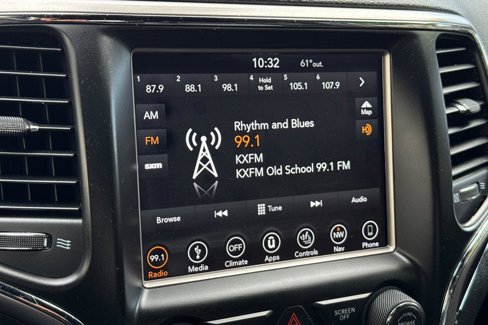 10:32 61° out.
1 87.9 2 88.1 3 98.1 4 Hold to Set 5 105.1 6 107.9
AM
Map
FM
Rhythm and Blues
99.1
KXFM
KXFM Old School 99.1 FM
sxm
Browse Tune Audio
99.1 OFF NW
Radio Media Climate Apps Controls Nav Phone
SCREEN
OFF